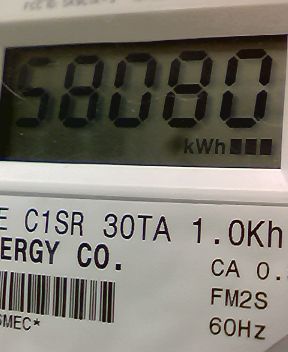 58080
kWh
E C1SR 30TA 1.0Kh
ERGY CO.
CA 0.
FM2S
60Hz
SMEC*